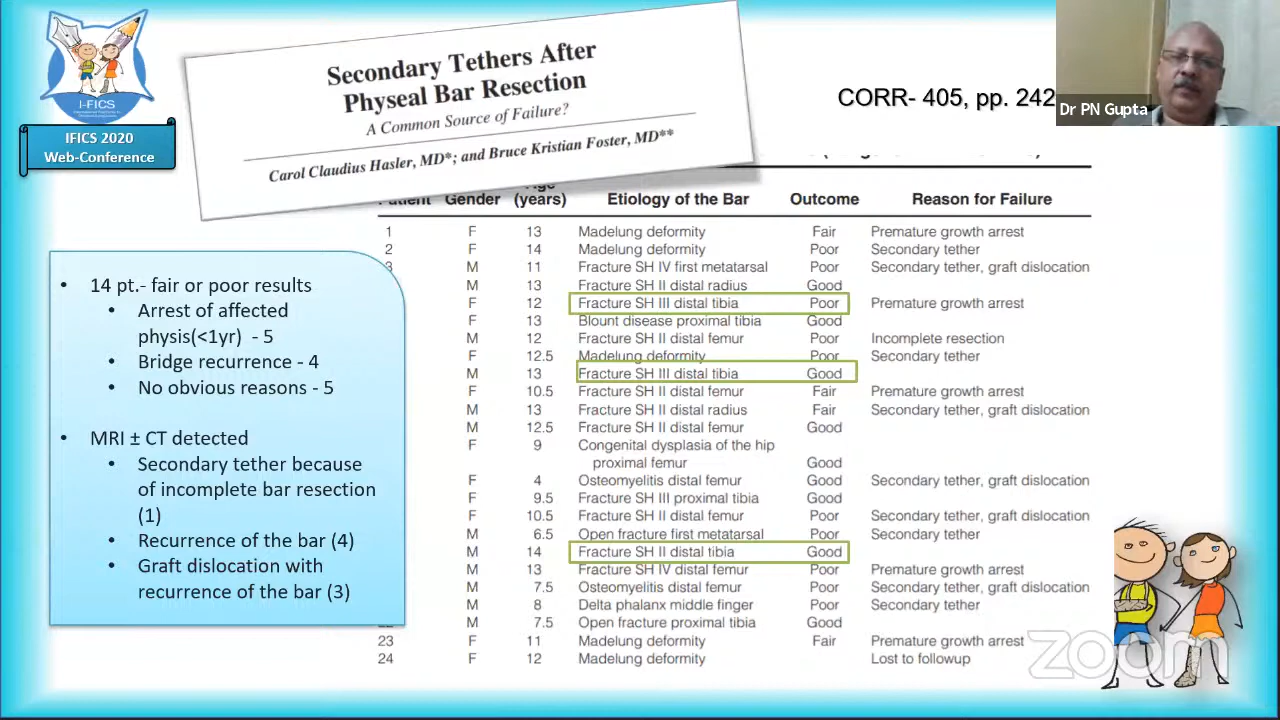 I-FICS
IFICS 2020
Web-Conference
Secondary Tethers After
Physeal Bar Resection
A Common Source of Failure?
Carol Claudius Hasler, MD*; and Bruce Kristian Foster, MD**
CORR- 405, pp. 242
Dr PN Gupta
• 14 pt.- fair or poor results
• Arrest of affected
physis(<1yr) - 5
• Bridge recurrence - 4
• No obvious reasons - 5
• MRI ± CT detected
• Secondary tether because
of incomplete bar resection
(1)
• Recurrence of the bar (4)
• Graft dislocation with
recurrence of the bar (3)
Patient Gender Age (years) Etiology of the Bar Outcome Reason for Failure
1 F 13 Madelung deformity Fair Premature growth arrest
2 F 14 Madelung deformity Poor Secondary tether
3 M 11 Fracture SH IV first metatarsal Poor Secondary tether, graft dislocation
M 13 Fracture SH II distal radius Good
F 12 Fracture SH III distal tibia Poor Premature growth arrest
F 13 Blount disease proximal tibia Good
M 12 Fracture SH II distal femur Poor Incomplete resection
F 12.5 Madelung deformity Poor Secondary tether
M 13 Fracture SH III distal tibia Good
F 10.5 Fracture SH II distal femur Fair Premature growth arrest
M 13 Fracture SH II distal radius Fair Secondary tether, graft dislocation
M 12.5 Fracture SH II distal femur Good
F 9 Congenital dysplasia of the hip
proximal femur Good
F 4 Osteomyelitis distal femur Good Secondary tether, graft dislocation
F 9.5 Fracture SH III proximal tibia Good
F 10.5 Fracture SH II distal femur Poor Secondary tether, graft dislocation
M 6.5 Open fracture first metatarsal Poor Secondary tether
M 14 Fracture SH II distal tibia Good
M 13 Fracture SH IV distal femur Poor Premature growth arrest
M 7.5 Osteomyelitis distal femur Poor Secondary tether, graft dislocation
M 8 Delta phalanx middle finger Poor Secondary tether
M 7.5 Open fracture proximal tibia Good
23 F 11 Madelung deformity Fair Premature growth arrest
24 F 12 Madelung deformity Lost to followup
zoom